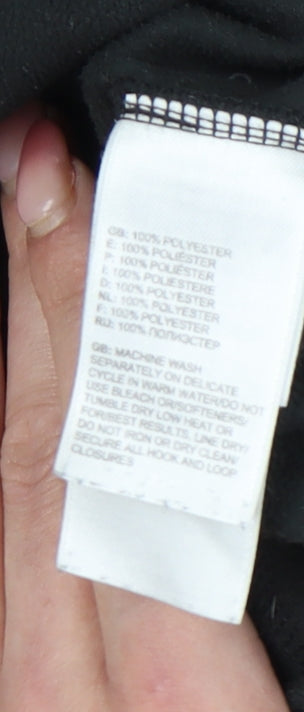 GB: 100% POLYESTER
E: 100% POLIÉSTER
P: 100% POLIÉSTER
I: 100% POLIESTERE
D: 100% POLYESTER
NL: 100% POLYESTER
F: 100% POLYESTER
RU: 100% ПОЛИЭСТЕР
GB: MACHINE WASH
SEPARATELY ON DELICATE
CYCLE IN WARM WATER/DO NOT
USE BLEACH OR/SOFTENERS/
TUMBLE DRY LOW HEAT OR
FOR/BEST RESULTS, LINE DRY/
DO NOT IRON OR DRY CLEAN/
SECURE ALL HOOK AND LOOP
CLOSURES